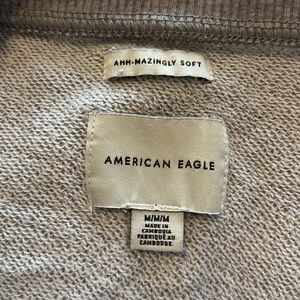 AHH-MAZINGLY SOFT
AMERICAN EAGLE
M/M/M
MADE IN
CAMBODIA
FABRIQUÉ AU
CAMBODGE